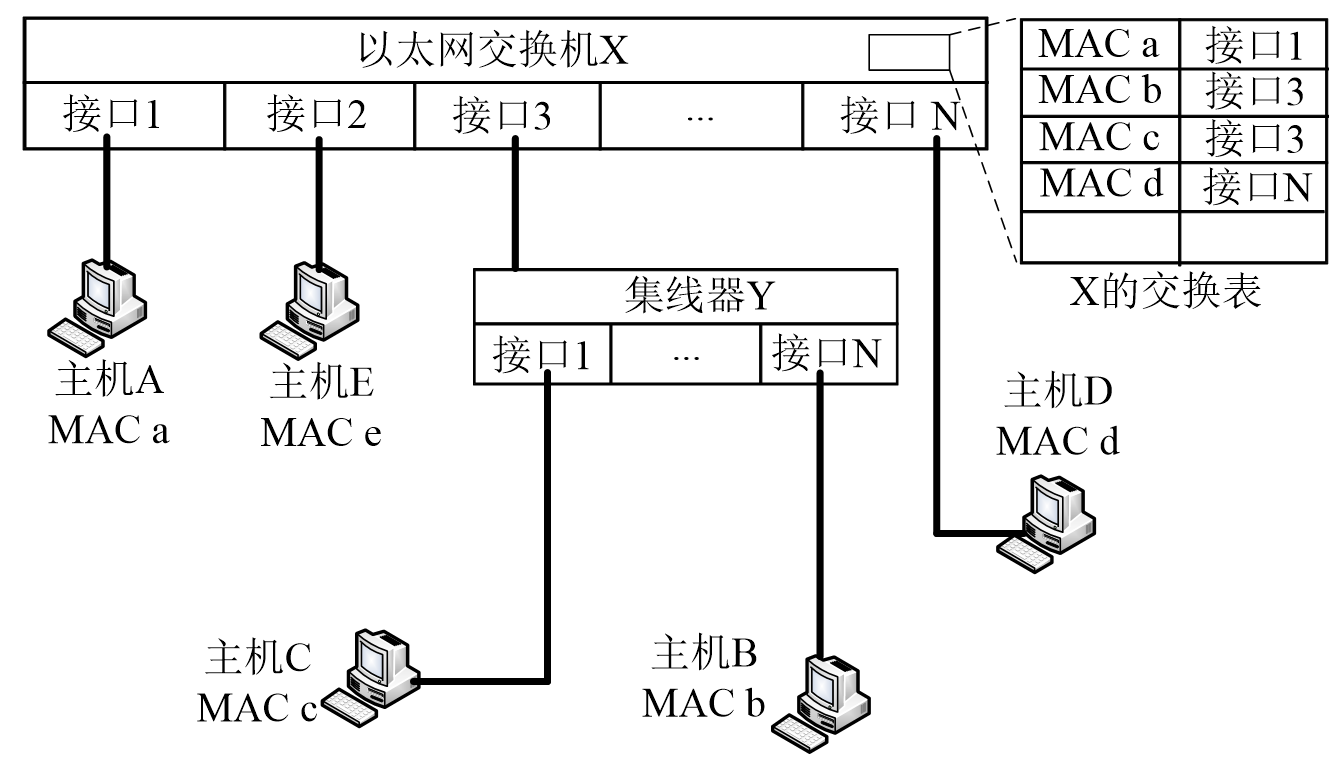 以太网交换机X
接口1 接口2 接口3 ... 接口 N
MAC a 接口1
MAC b 接口3
MAC c 接口3
MAC d 接口N
X的交换表
集线器Y
接口1 ... 接口N
主机A
MAC a
主机E
MAC e
主机D
MAC d
主机C
MAC c
主机B
MAC b